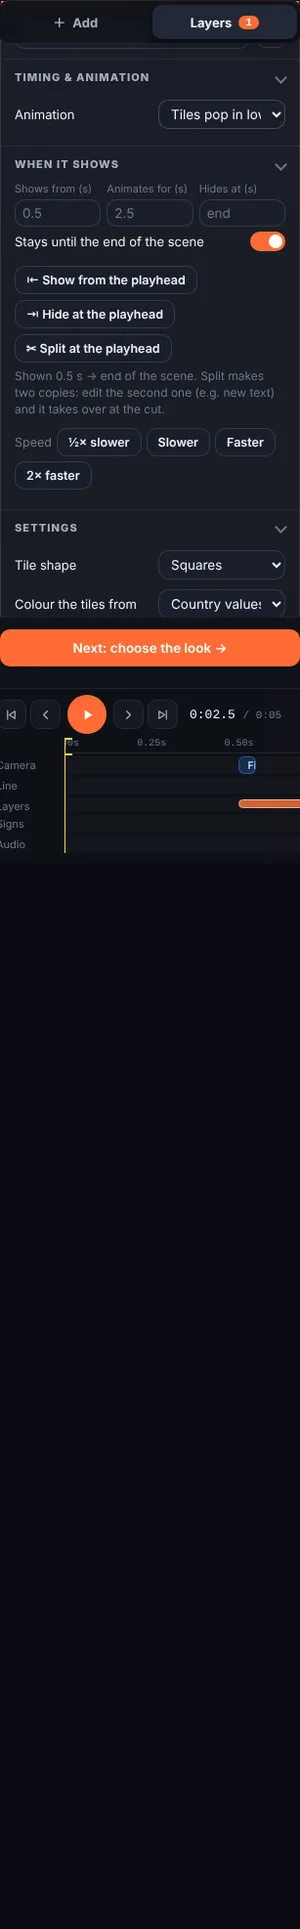 + Add
Layers 1
TIMING & ANIMATION
Animation
Tiles pop in lov
WHEN IT SHOWS
Shows from (s) Animates for (s) Hides at (s)
0.5 2.5 end
Stays until the end of the scene
⇤ Show from the playhead
⇥ Hide at the playhead
✂ Split at the playhead
Shown 0.5 s → end of the scene. Split makes
two copies: edit the second one (e.g. new text)
and it takes over at the cut.
Speed ½× slower Slower Faster
2× faster
SETTINGS
Tile shape Squares
Colour the tiles from Country values
Next: choose the look →
0:02.5 / 0:05
0s 0.25s 0.50s
Camera Fi
Line
Layers
Signs
Audio